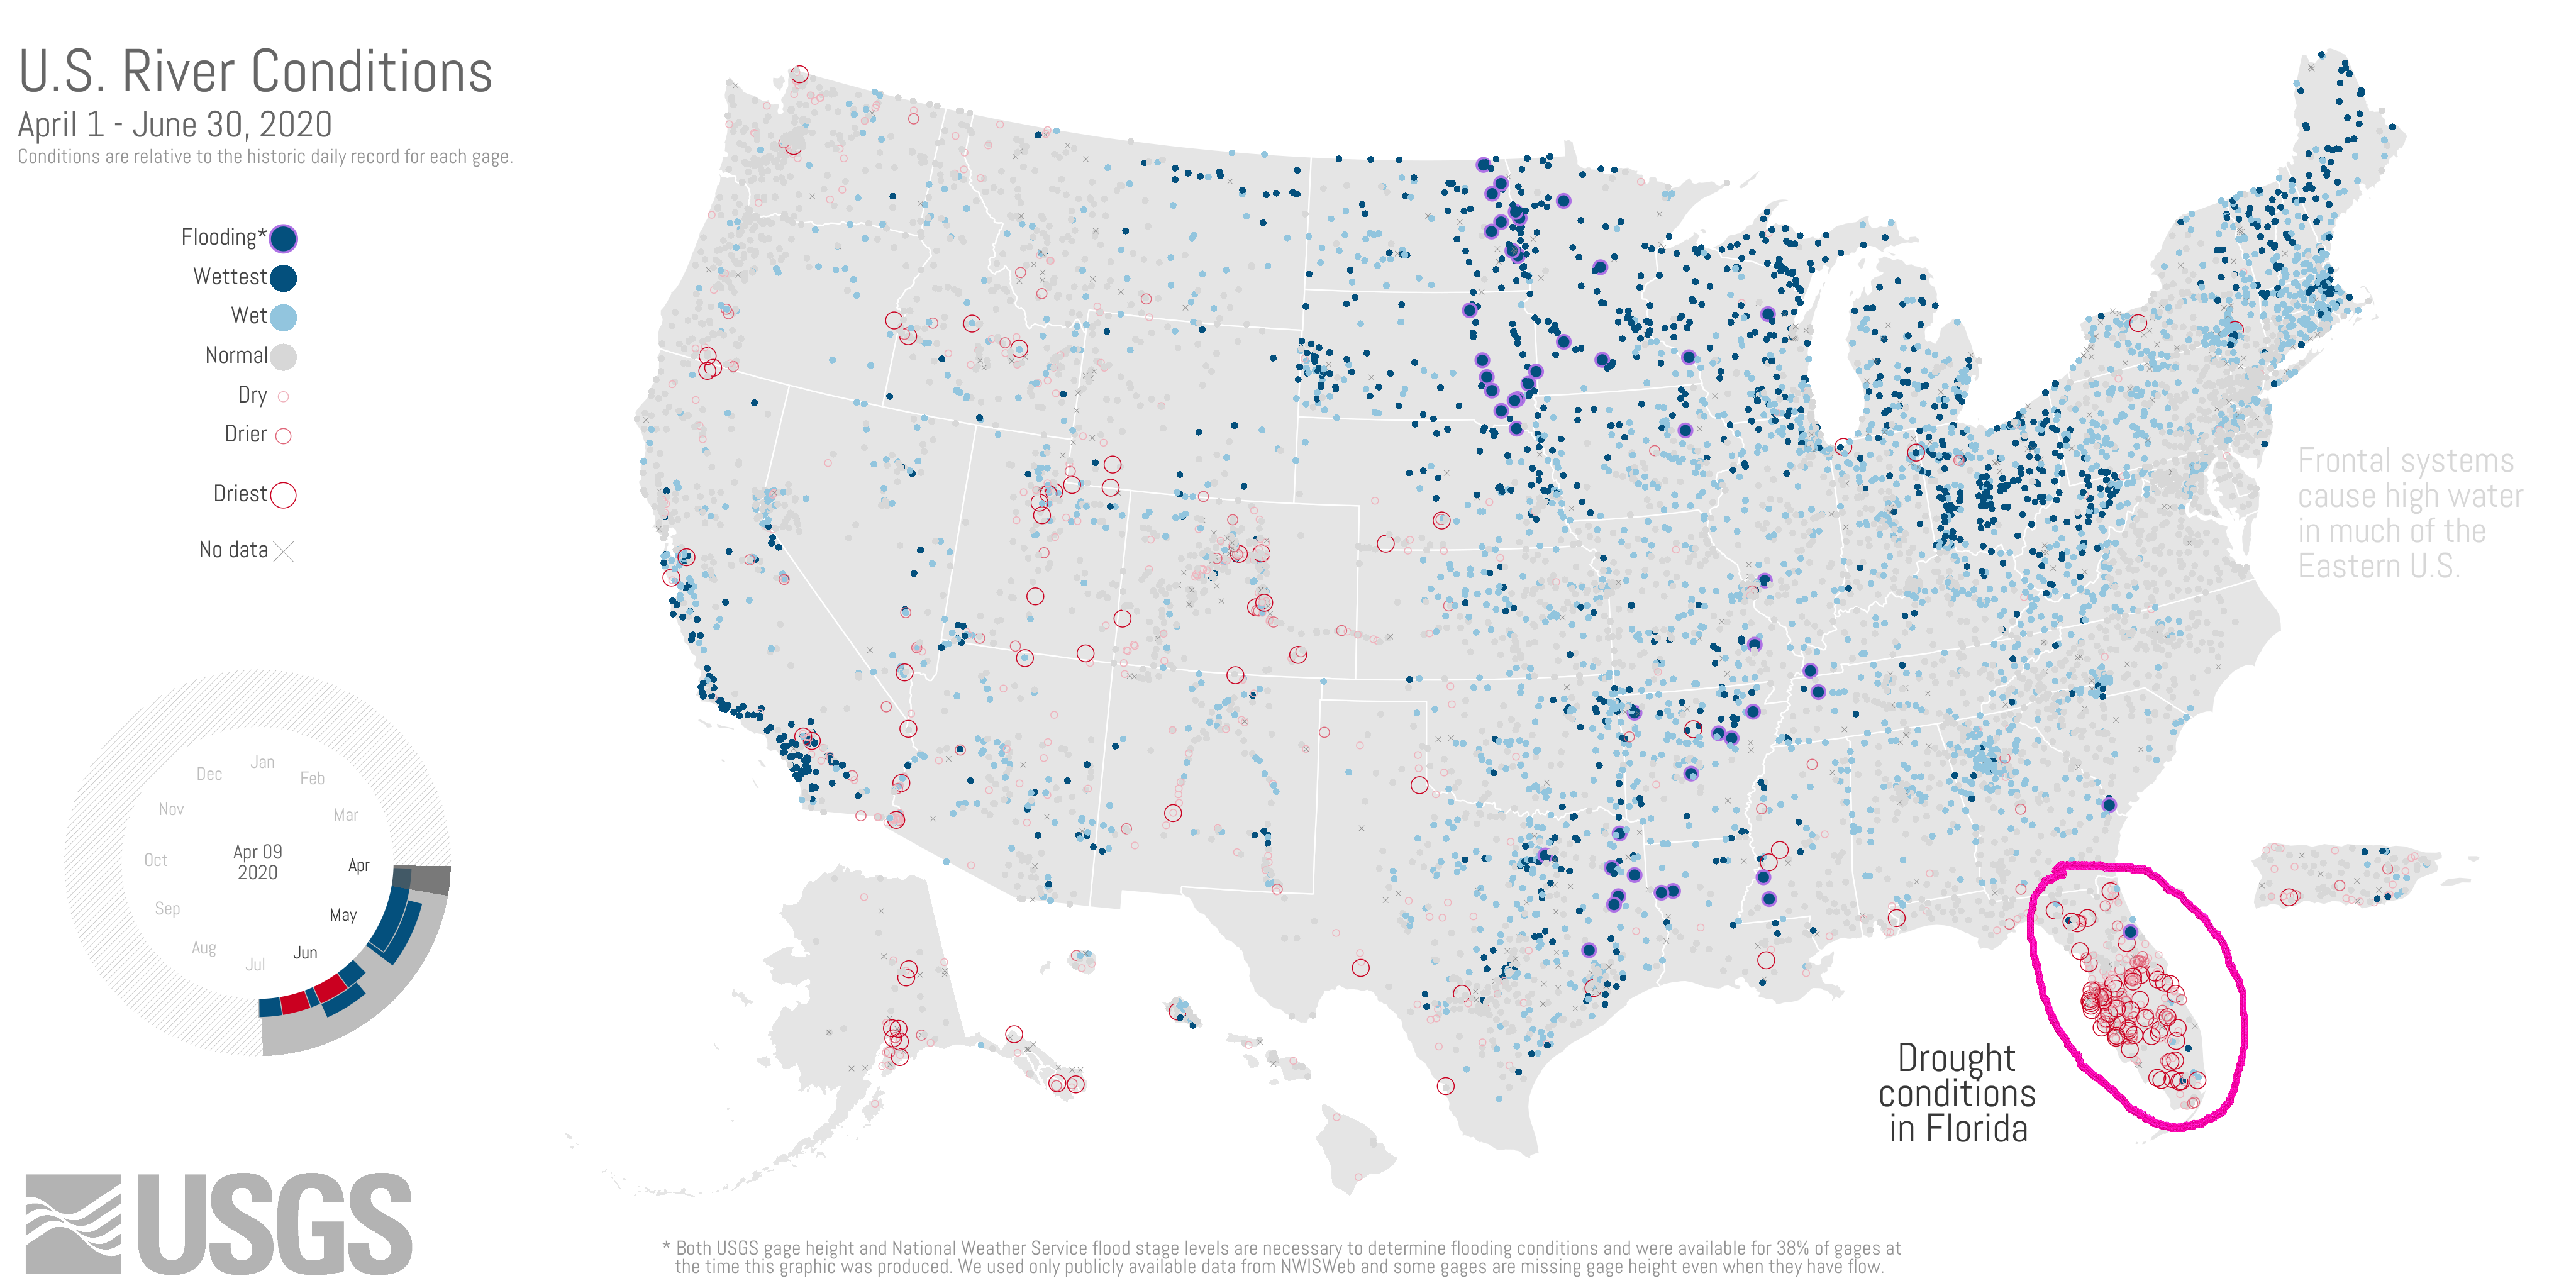 U.S. River Conditions
April 1 - June 30, 2020
Conditions are relative to the historic daily record for each gage.
Flooding*
Wettest
Wet
Normal
Dry
Drier
Driest
No data
Frontal systems
cause high water
in much of the
Eastern U.S.
Jan
Feb
Mar
Apr
May
Jun
Jul
Aug
Sep
Oct
Nov
Dec
Apr 09
2020
Drought
conditions
in Florida
USGS
* Both USGS gage height and National Weather Service flood stage levels are necessary to determine flooding conditions and were available for 38% of gages at
the time this graphic was produced. We used only publicly available data from NWISWeb and some gages are missing gage height even when they have flow.